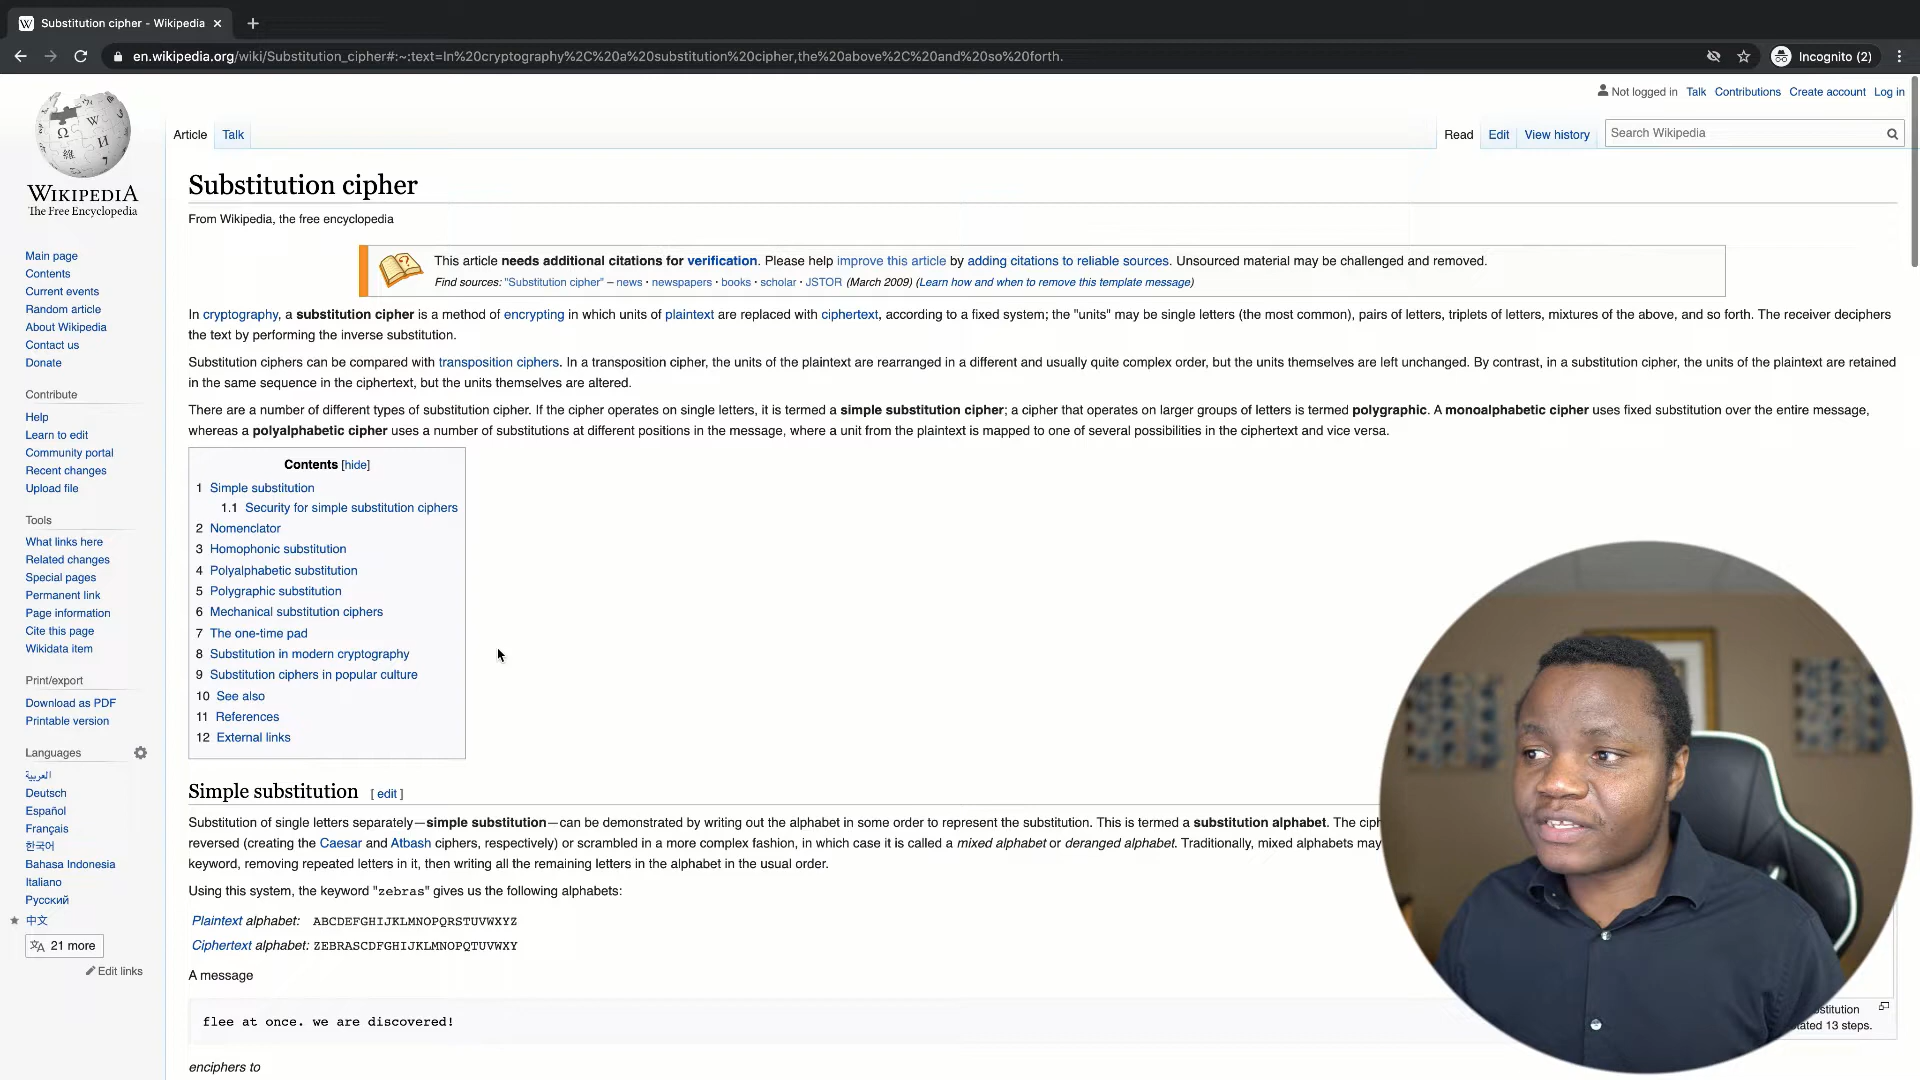 Substitution cipher - Wikipedia
en.wikipedia.org/wiki/Substitution_cipher#:~:text=In%20cryptography%2C%20a%20substitution%20cipher,the%20above%2C%20and%20so%20forth.
Incognito (2)
Not logged in Talk Contributions Create account Log in
Article Talk
Read Edit View history
Search Wikipedia
WIKIPEDIA
The Free Encyclopedia
Main page
Contents
Current events
Random article
About Wikipedia
Contact us
Donate
Contribute
Help
Learn to edit
Community portal
Recent changes
Upload file
Tools
What links here
Related changes
Special pages
Permanent link
Page information
Cite this page
Wikidata item
Print/export
Download as PDF
Printable version
Languages
العربية
Deutsch
Español
Français
한국어
Bahasa Indonesia
Italiano
Русский
中文
21 more
Edit links
Substitution cipher
From Wikipedia, the free encyclopedia
This article needs additional citations for verification. Please help improve this article by adding citations to reliable sources. Unsourced material may be challenged and removed.
Find sources: "Substitution cipher" – news · newspapers · books · scholar · JSTOR (March 2009) (Learn how and when to remove this template message)
In cryptography, a substitution cipher is a method of encrypting in which units of plaintext are replaced with ciphertext, according to a fixed system; the "units" may be single letters (the most common), pairs of letters, triplets of letters, mixtures of the above, and so forth. The receiver deciphers
the text by performing the inverse substitution.
Substitution ciphers can be compared with transposition ciphers. In a transposition cipher, the units of the plaintext are rearranged in a different and usually quite complex order, but the units themselves are left unchanged. By contrast, in a substitution cipher, the units of the plaintext are retained
in the same sequence in the ciphertext, but the units themselves are altered.
There are a number of different types of substitution cipher. If the cipher operates on single letters, it is termed a simple substitution cipher; a cipher that operates on larger groups of letters is termed polygraphic. A monoalphabetic cipher uses fixed substitution over the entire message,
whereas a polyalphabetic cipher uses a number of substitutions at different positions in the message, where a unit from the plaintext is mapped to one of several possibilities in the ciphertext and vice versa.
Contents [hide]
1 Simple substitution
1.1 Security for simple substitution ciphers
2 Nomenclator
3 Homophonic substitution
4 Polyalphabetic substitution
5 Polygraphic substitution
6 Mechanical substitution ciphers
7 The one-time pad
8 Substitution in modern cryptography
9 Substitution ciphers in popular culture
10 See also
11 References
12 External links
Simple substitution [ edit ]
Substitution of single letters separately—simple substitution—can be demonstrated by writing out the alphabet in some order to represent the substitution. This is termed a substitution alphabet. The ciph
reversed (creating the Caesar and Atbash ciphers, respectively) or scrambled in a more complex fashion, in which case it is called a mixed alphabet or deranged alphabet. Traditionally, mixed alphabets may
keyword, removing repeated letters in it, then writing all the remaining letters in the alphabet in the usual order.
Using this system, the keyword "zebras" gives us the following alphabets:
Plaintext alphabet: ABCDEFGHIJKLMNOPQRSTUVWXYZ
Ciphertext alphabet: ZEBRASCDFGHIJKLMNOPQTUVWXY
A message
flee at once. we are discovered!
enciphers to
stitution
tated 13 steps.